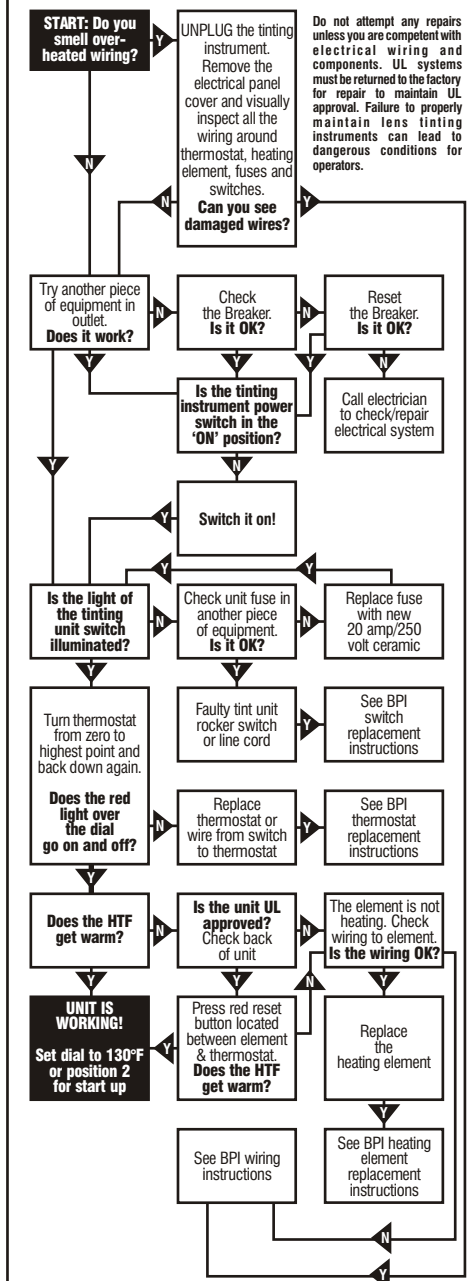 START: Do you
smell over-
heated wiring?
Y
UNPLUG the tinting
instrument.
Remove the
electrical panel
cover and visually
inspect all the
wiring around
thermostat, heating
element, fuses and
switches.
Can you see
damaged wires?
Do not attempt any repairs
unless you are competent with
electrical wiring and
components. UL systems
must be returned to the factory
for repair to maintain UL
approval. Failure to properly
maintain lens tinting
instruments can lead to
dangerous conditions for
operators.
N
N
Y
Try another piece
of equipment in
outlet.
Does it work?
N
Check
the Breaker.
Is it OK?
N
Reset
the Breaker.
Is it OK?
Y
Y
Y
N
Is the tinting
instrument power
switch in the
‘ON’ position?
Call electrician
to check/repair
electrical system
Y
N
Switch it on!
Y
Y
Y
Is the light of
the tinting
unit switch
illuminated?
N
Check unit fuse in
another piece
of equipment.
Is it OK?
N
Replace fuse
with new
20 amp/250
volt ceramic
Y
Y
Turn thermostat
from zero to
highest point and
back down again.
Does the red
light over
the dial
go on and off?
Faulty tint unit
rocker switch
or line cord
Y
See BPI
switch
replacement
instructions
N
Replace
thermostat or
wire from switch
to thermostat
Y
See BPI
thermostat
replacement
instructions
Y
Does the HTF
get warm?
N
Is the unit UL
approved?
Check back
of unit
N
The element is not
heating. Check
wiring to element.
Is the wiring OK?
Y
Y
N
Y
UNIT IS
WORKING!
Set dial to 130°F
or position 2
for start up
Y
Press red reset
button located
between element
& thermostat.
Does the HTF
get warm?
Replace
the
heating element
Y
See BPI wiring
instructions
See BPI heating
element
replacement
instructions
N
Y